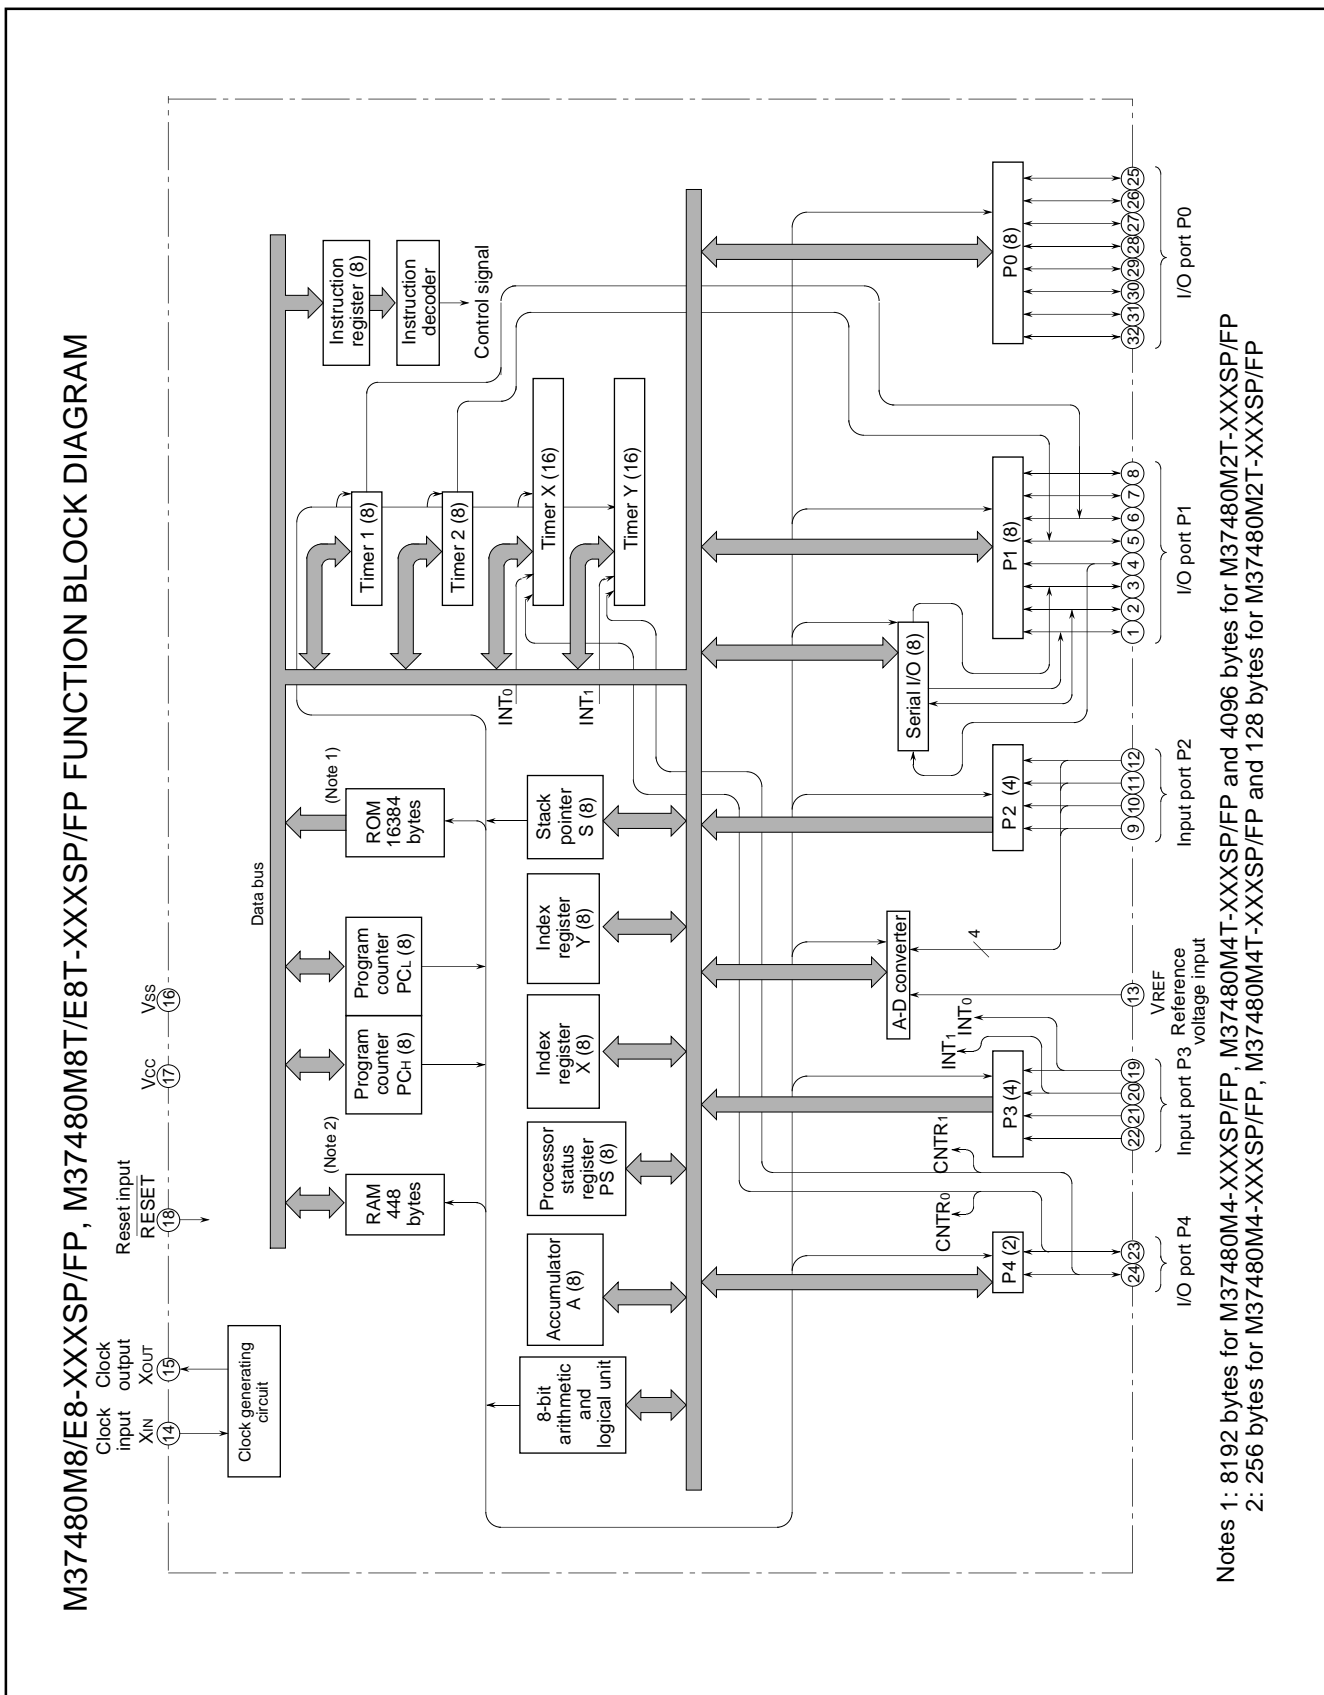 M37480M8/E8-XXXSP/FP, M37480M8T/E8T-XXXSP/FP FUNCTION BLOCK DIAGRAM
Clock input
XIN
14
Clock output
XOUT
15
Reset input
RESET
18
VCC
17
VSS
16
Clock generating
circuit
Data bus
RAM
448
bytes
(Note 2)
Program
counter
PCH (8)
Program
counter
PCL (8)
ROM
16384
bytes
(Note 1)
Instruction
register (8)
Instruction
decoder
Control signal
8-bit
arithmetic
and
logical unit
Accumulator
A (8)
Processor
status
register
PS (8)
Index
register
X (8)
Index
register
Y (8)
Stack
pointer
S (8)
INT0
INT1
Timer 1 (8)
Timer 2 (8)
Timer X (16)
Timer Y (16)
CNTR0
CNTR1
INT1
INT0
P4 (2)
P3 (4)
A-D converter
4
P2 (4)
Serial I/O (8)
P1 (8)
P0 (8)
24 23
I/O port P4
22 21 20 19
Input port P3
13
VREF
Reference
voltage input
9 10 11 12
Input port P2
1 2 3 4 5 6 7 8
I/O port P1
32 31 30 29 28 27 26 25
I/O port P0
Notes 1: 8192 bytes for M37480M4-XXXSP/FP, M37480M4T-XXXSP/FP and 4096 bytes for M37480M2T-XXXSP/FP
2: 256 bytes for M37480M4-XXXSP/FP, M37480M4T-XXXSP/FP and 128 bytes for M37480M2T-XXXSP/FP